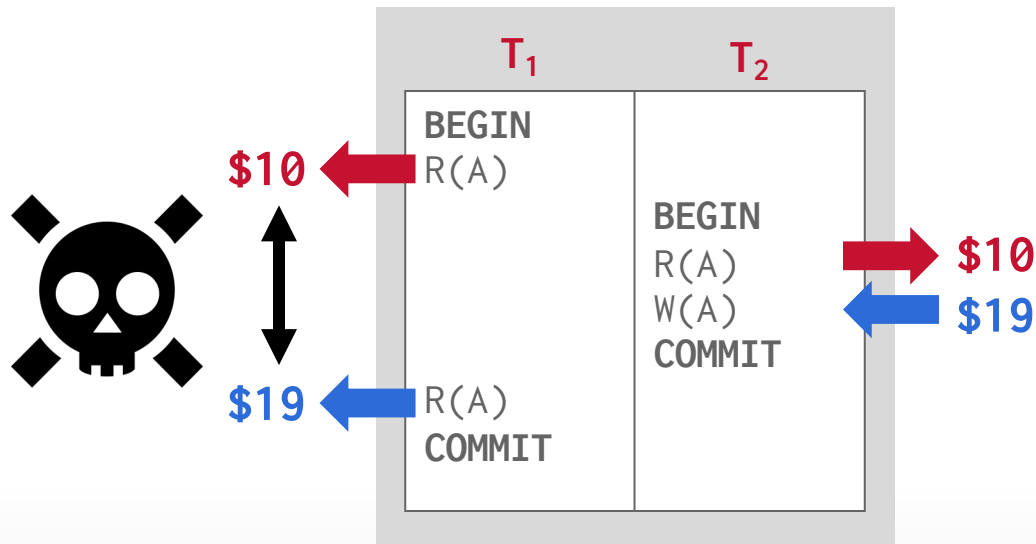 T1 T2
BEGIN
$10 R(A)
BEGIN
R(A) $10
W(A) $19
COMMIT
$19 R(A)
COMMIT